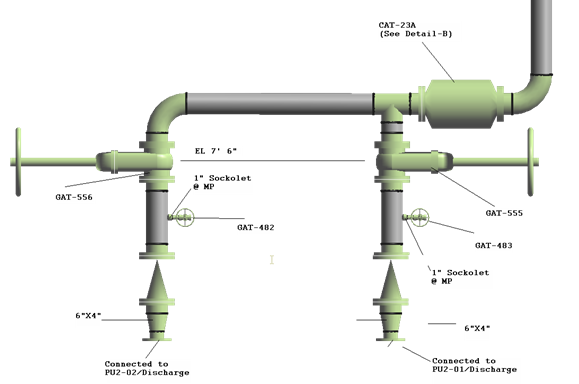 CAT-23A
(See Detail-B)
EL 7' 6"
1" Sockolet
@ MP
GAT-556
GAT-482
GAT-555
GAT-483
1" Sockolet
@ MP
6"X4"
6"X4"
Connected to
PU2-02/Discharge
Connected to
PU2-01/Discharge